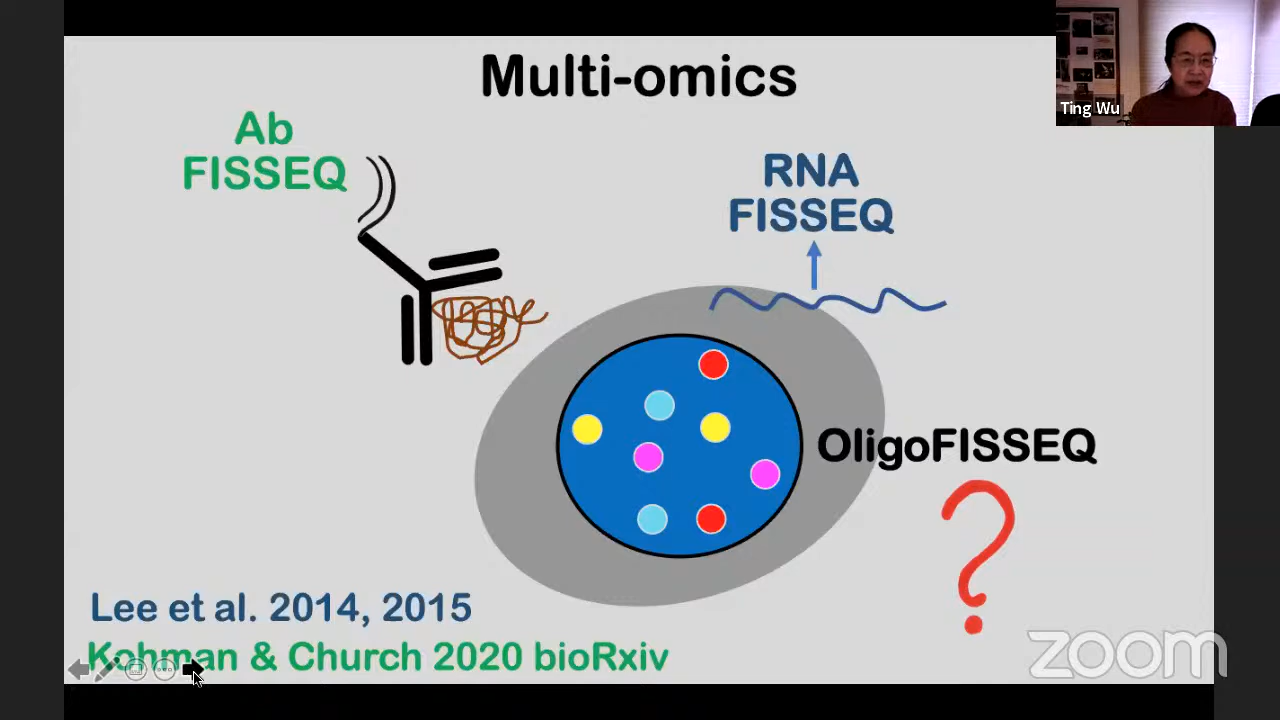 Multi-omics
Ting Wu
Ab
FISSEQ
RNA
FISSEQ
OligoFISSEQ
?
Lee et al. 2014, 2015
Kohman & Church 2020 bioRxiv
zoom